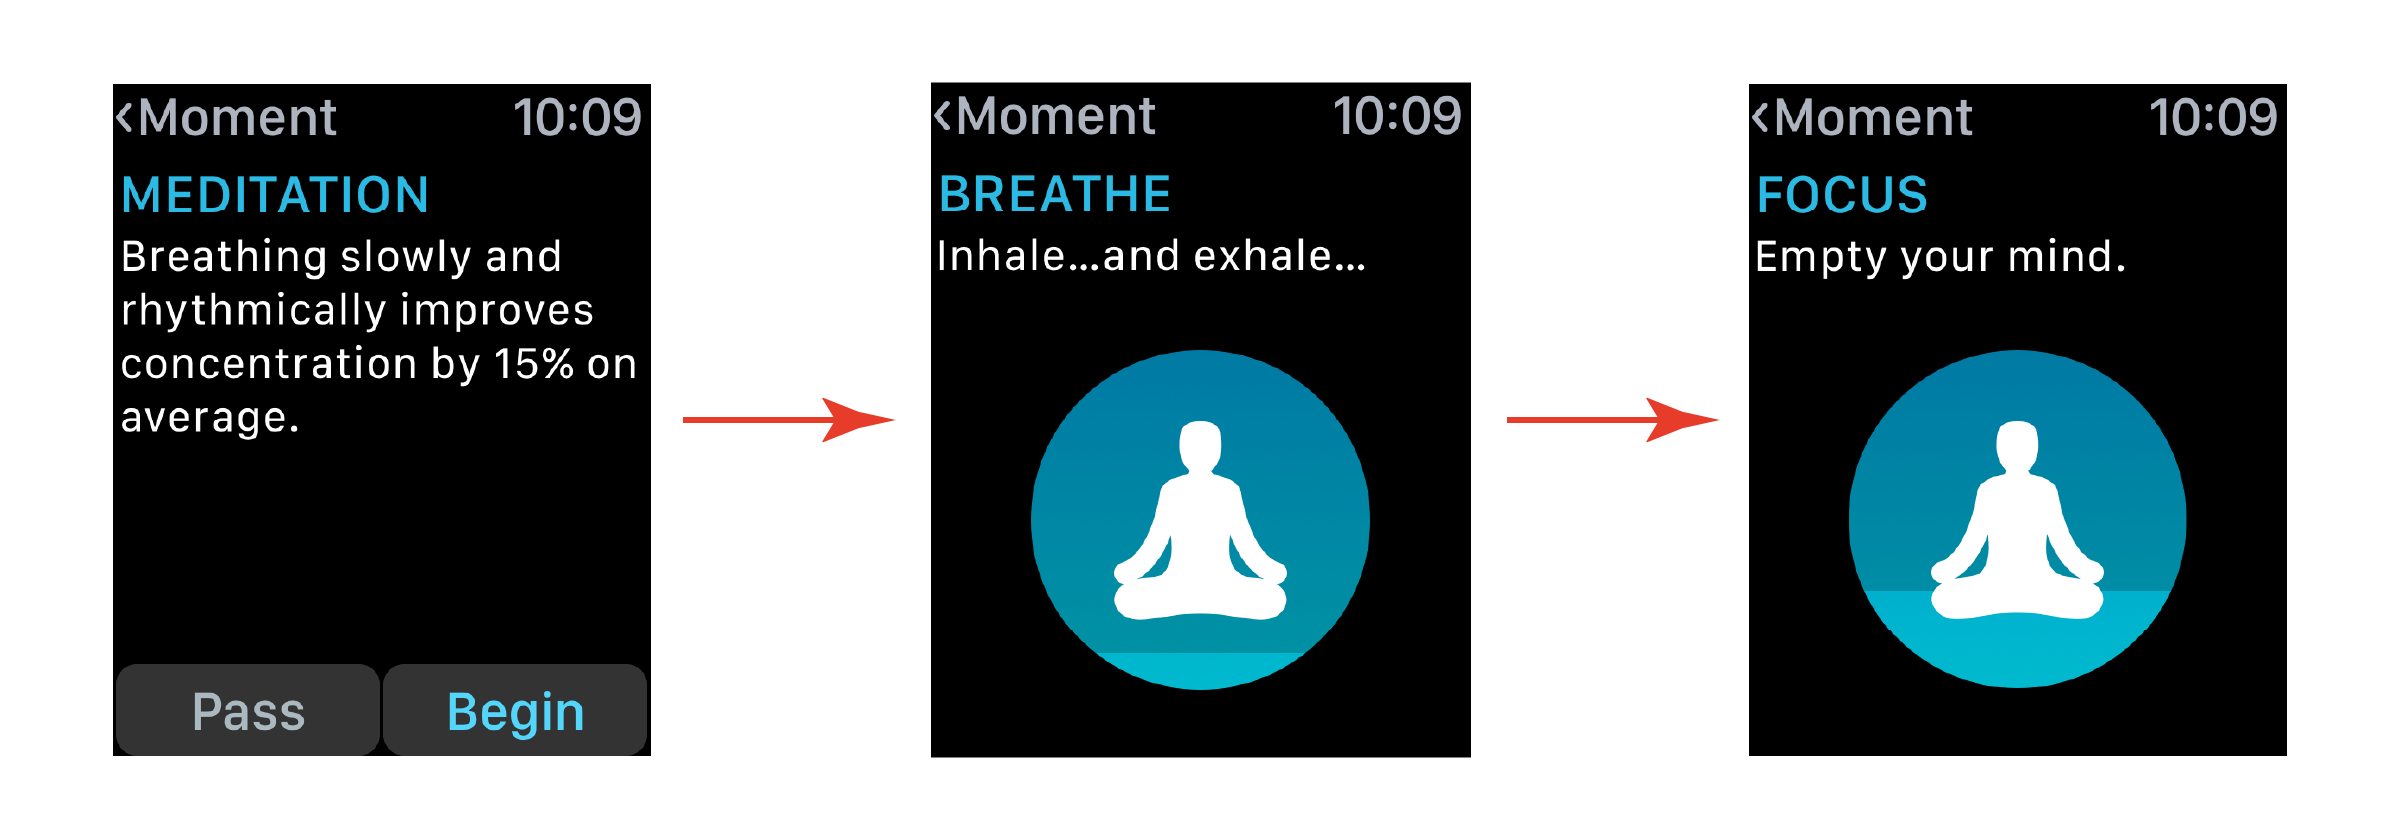 <Moment 10:09
MEDITATION
Breathing slowly and
rhythmically improves
concentration by 15% on
average.
Pass Begin
<Moment 10:09
BREATHE
Inhale...and exhale...
<Moment 10:09
FOCUS
Empty your mind.